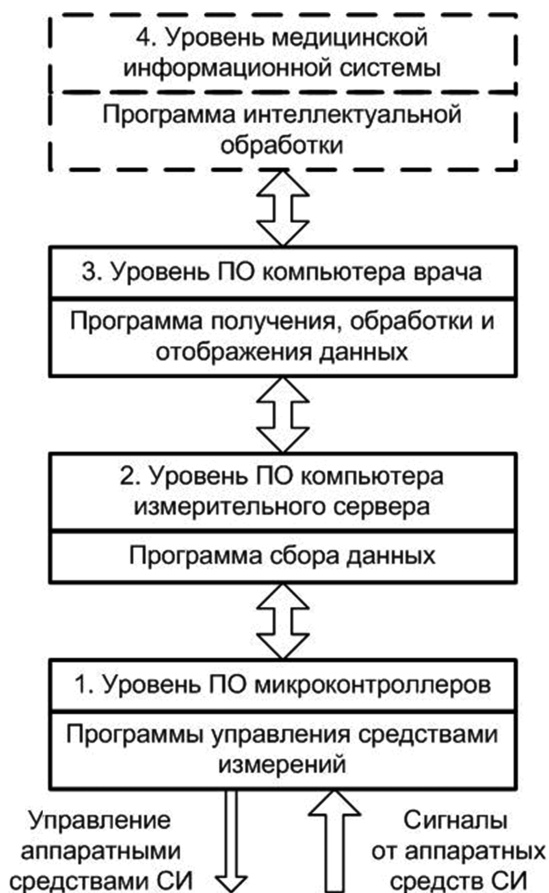 4. Уровень медицинской
информационной системы
Программа интеллектуальной
обработки
3. Уровень ПО компьютера врача
Программа получения, обработки и
отображения данных
2. Уровень ПО компьютера
измерительного сервера
Программа сбора данных
1. Уровень ПО микроконтроллеров
Программы управления средствами
измерений
Управление
аппаратными
средствами СИ
Сигналы
от аппаратных
средств СИ